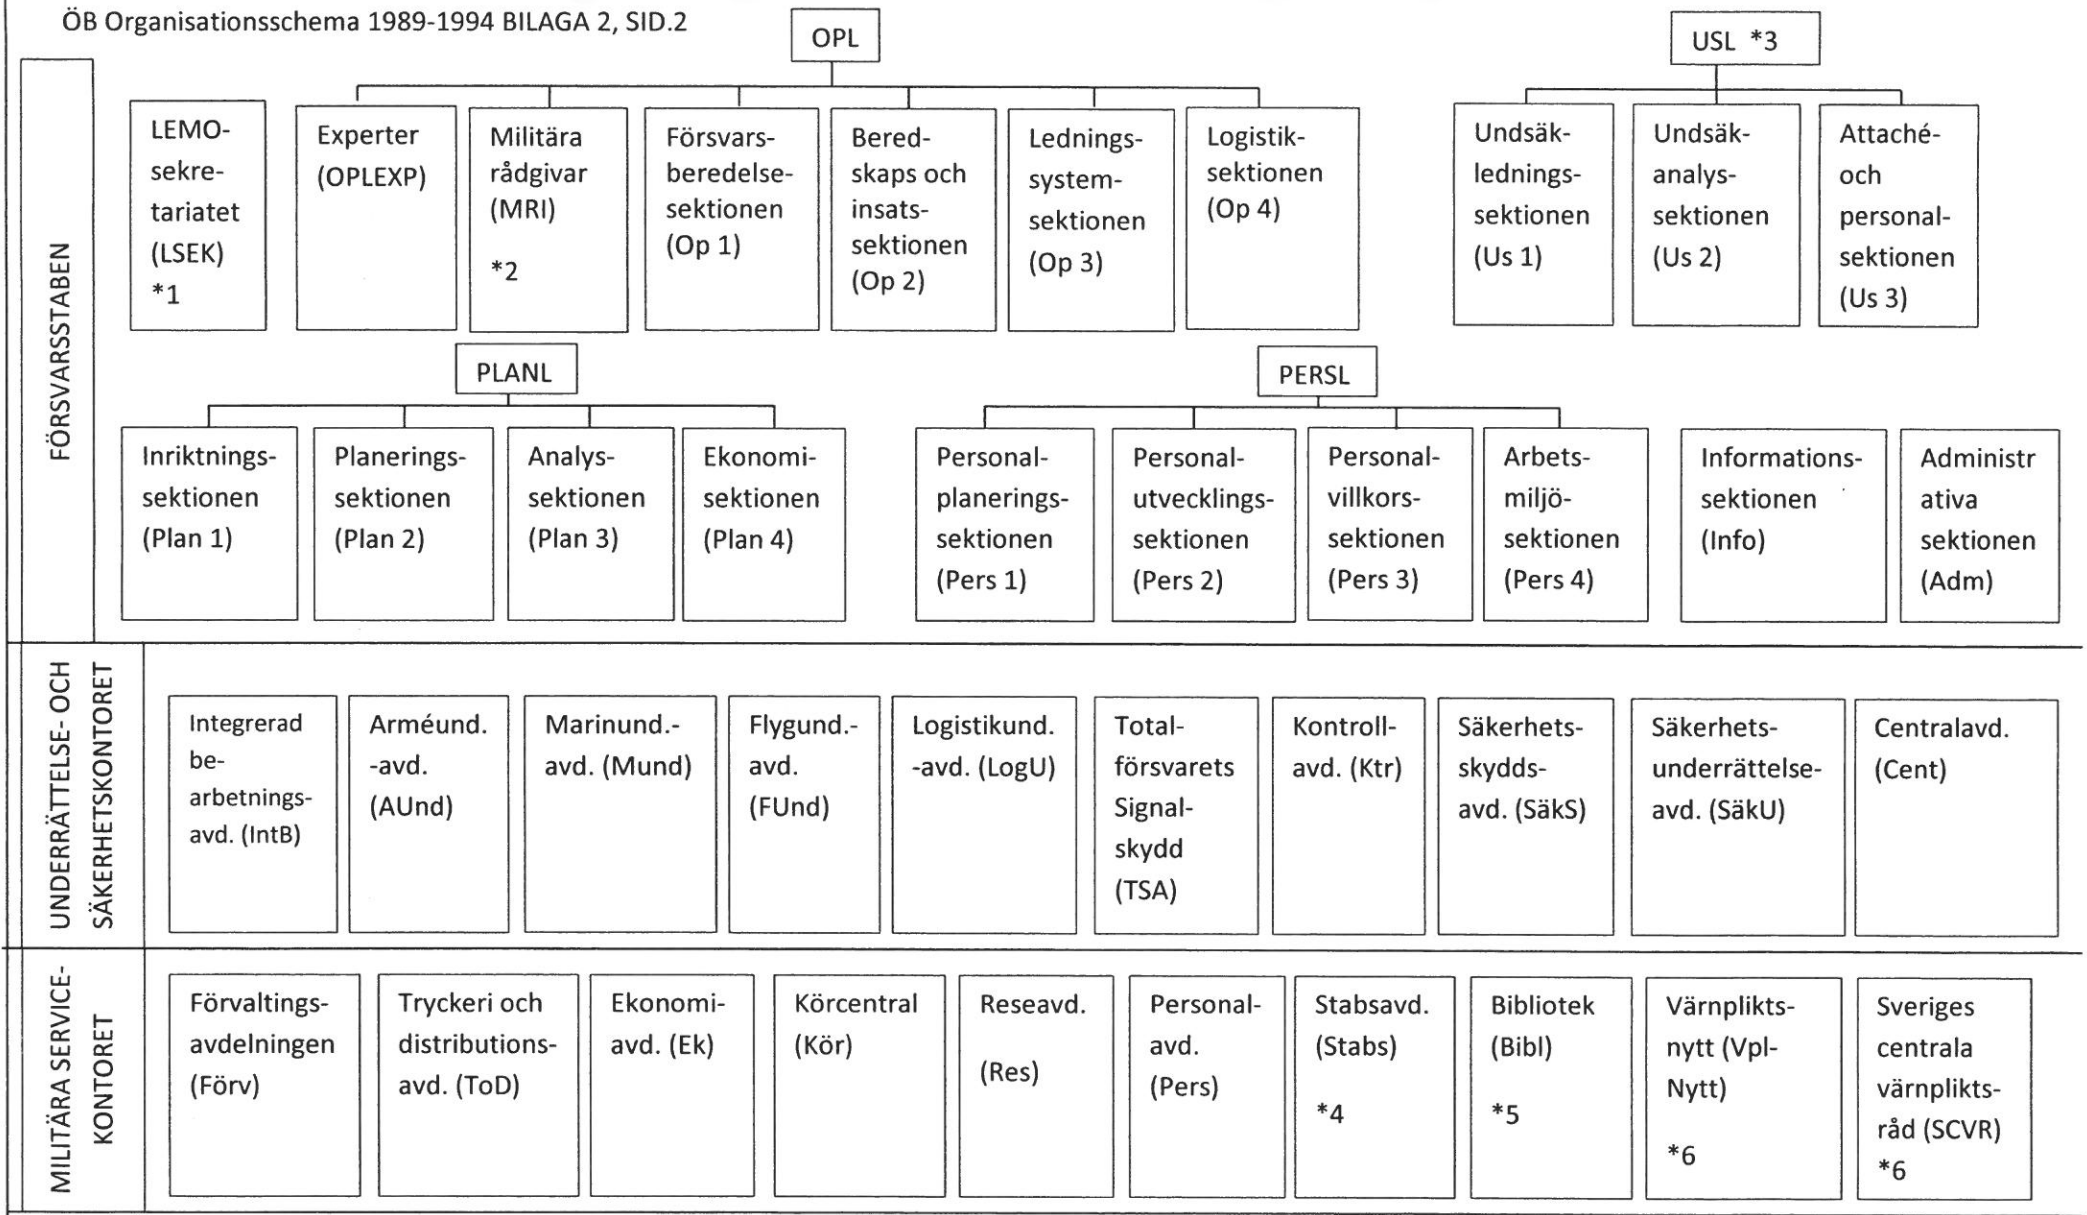 ÖB Organisationsschema 1989-1994 BILAGA 2, SID.2
OPL
USL *3
FÖRSVARSSTABEN
LEMO-
sekre-
tariatet
(LSEK)
*1
Experter
(OPLEXP)
Militära
rådgivar
(MRI)
*2
Försvars-
beredelse-
sektionen
(Op 1)
Bered-
skaps och
insats-
sektionen
(Op 2)
Lednings-
system-
sektionen
(Op 3)
Logistik-
sektionen
(Op 4)
Undsäk-
lednings-
sektionen
(Us 1)
Undsäk-
analys-
sektionen
(Us 2)
Attaché-
och
personal-
sektionen
(Us 3)
PLANL
PERSL
Inriktnings-
sektionen
(Plan 1)
Planerings-
sektionen
(Plan 2)
Analys-
sektionen
(Plan 3)
Ekonomi-
sektionen
(Plan 4)
Personal-
planerings-
sektionen
(Pers 1)
Personal-
utvecklings-
sektionen
(Pers 2)
Personal-
villkors-
sektionen
(Pers 3)
Arbets-
miljö-
sektionen
(Pers 4)
Informations-
sektionen
(Info)
Administr
ativa
sektionen
(Adm)
UNDERRÄTTELSE- OCH
SÄKERHETSKONTORET
Integrerad
be-
arbetnings-
avd. (IntB)
Arméund.
-avd.
(AUnd)
Marinund.-
avd. (Mund)
Flygund.-
avd.
(FUnd)
Logistikund.
-avd. (LogU)
Total-
försvarets
Signal-
skydd
(TSA)
Kontroll-
avd. (Ktr)
Säkerhets-
skydds-
avd. (SäkS)
Säkerhets-
underrättelse-
avd. (SäkU)
Centralavd.
(Cent)
MILITÄRA SERVICE-
KONTORET
Förvaltings-
avdelningen
(Förv)
Tryckeri och
distributions-
avd. (ToD)
Ekonomi-
avd. (Ek)
Körcentral
(Kör)
Reseavd.
(Res)
Personal-
avd.
(Pers)
Stabsavd.
(Stabs)
*4
Bibliotek
(Bibl)
*5
Värnplikts-
nytt (Vpl-
Nytt)
*6
Sveriges
centrala
värnplikts-
råd (SCVR)
*6